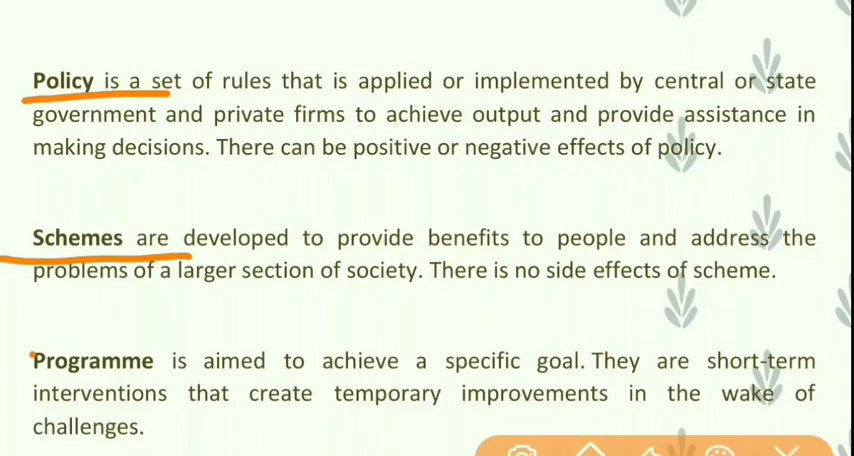 Policy is a set of rules that is applied or implemented by central or state
government and private firms to achieve output and provide assistance in
making decisions. There can be positive or negative effects of policy.
Schemes are developed to provide benefits to people and address the
problems of a larger section of society. There is no side effects of scheme.
Programme is aimed to achieve a specific goal. They are short-term
interventions that create temporary improvements in the wake of
challenges.